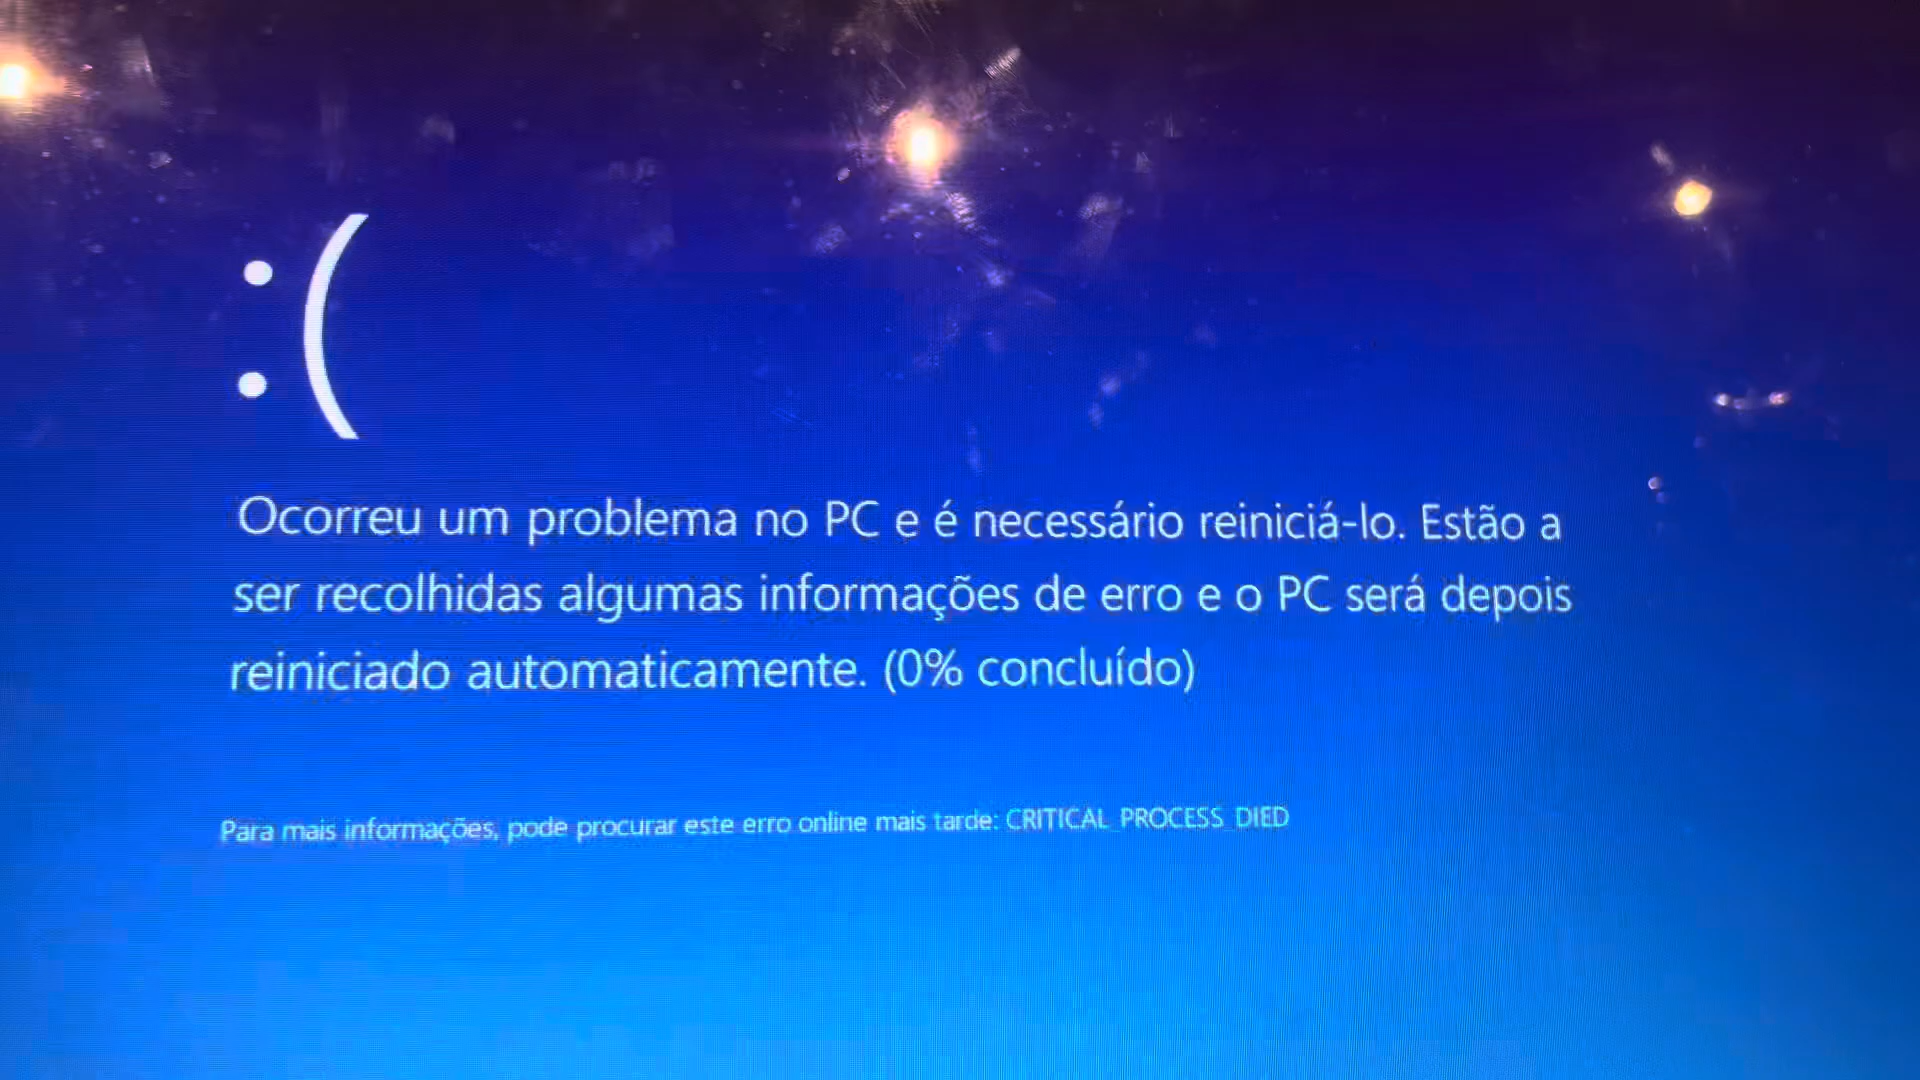 :(
Ocorreu um problema no PC e é necessário reiniciá-lo. Estão a
ser recolhidas algumas informações de erro e o PC será depois
reiniciado automaticamente. (0% concluído)
Para mais informações, pode procurar este erro online mais tarde: CRITICAL_PROCESS_DIED